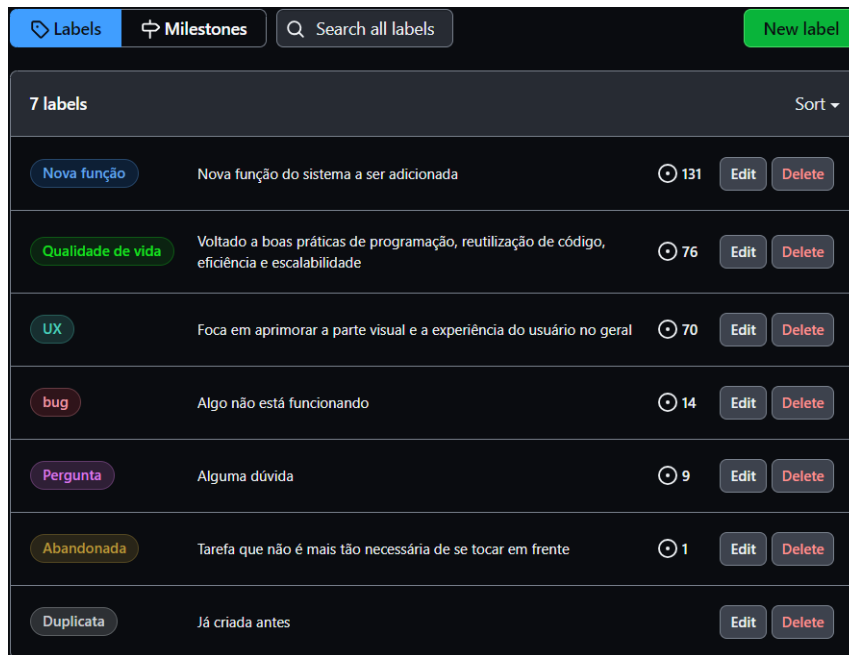 Labels Milestones Search all labels New label
7 labels Sort
Nova função Nova função do sistema a ser adicionada 131 Edit Delete
Qualidade de vida Voltado a boas práticas de programação, reutilização de código,
eficiência e escalabilidade 76 Edit Delete
UX Foca em aprimorar a parte visual e a experiência do usuário no geral 70 Edit Delete
bug Algo não está funcionando 14 Edit Delete
Pergunta Alguma dúvida 9 Edit Delete
Abandonada Tarefa que não é mais tão necessária de se tocar em frente 1 Edit Delete
Duplicata Já criada antes Edit Delete